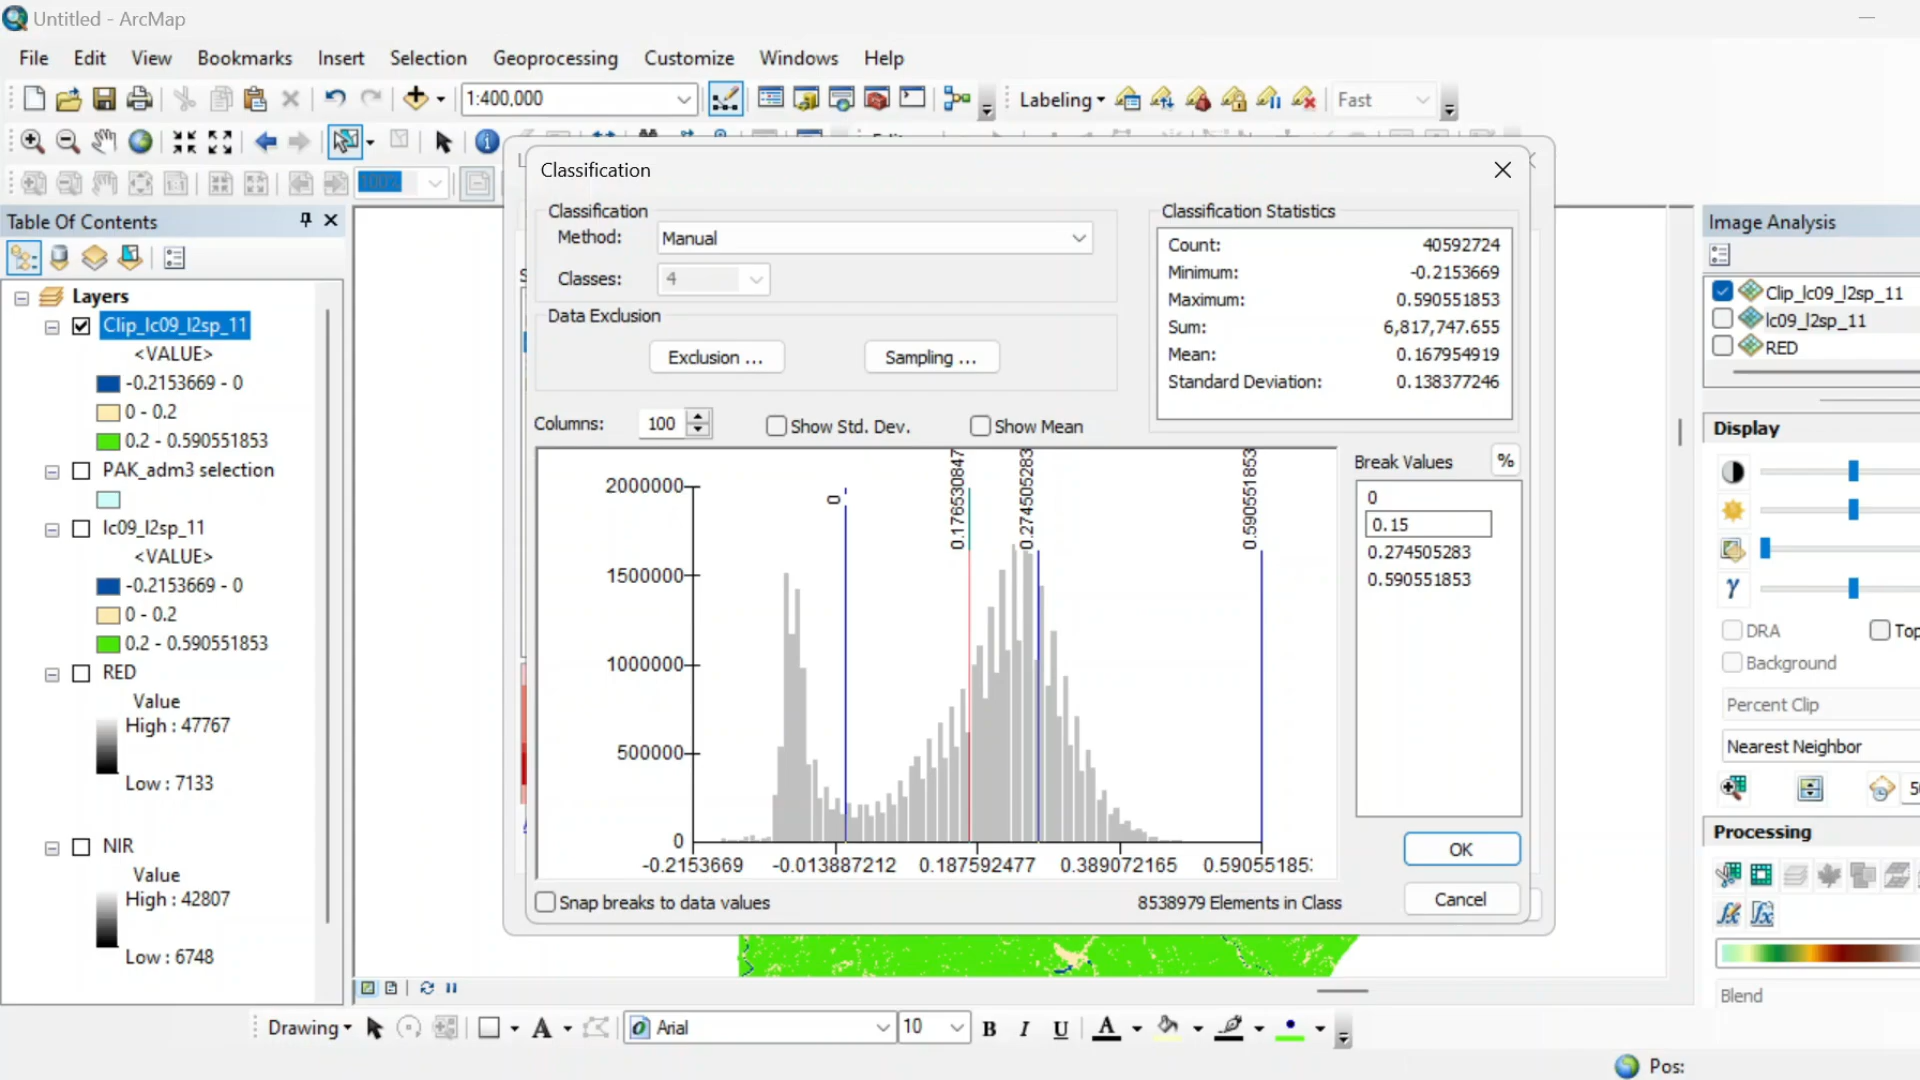 Untitled - ArcMap
File Edit View Bookmarks Insert Selection Geoprocessing Customize Windows Help
1:400,000 Labeling Fast
100%
Table Of Contents
Layers
Clip_lc09_l2sp_11
<VALUE>
-0.2153669 - 0
0 - 0.2
0.2 - 0.590551853
PAK_adm3 selection
lc09_l2sp_11
<VALUE>
-0.2153669 - 0
0 - 0.2
0.2 - 0.590551853
RED
Value
High : 47767
Low : 7133
NIR
Value
High : 42807
Low : 6748
Classification
Classification
Method: Manual
Classes: 4
Data Exclusion
Exclusion ... Sampling ...
Classification Statistics
Count: 40592724
Minimum: -0.2153669
Maximum: 0.590551853
Sum: 6,817,747.655
Mean: 0.167954919
Standard Deviation: 0.138377246
Columns: 100 Show Std. Dev. Show Mean
Break Values %
0
0.15
0.274505283
0.590551853
0 0.176530847 0.274505283 0.590551853
2000000
1500000
1000000
500000
0
-0.2153669 -0.013887212 0.187592477 0.389072165 0.59055185
OK
Snap breaks to data values 8538979 Elements in Class
Cancel
Image Analysis
Clip_lc09_l2sp_11
lc09_l2sp_11
RED
Display
DRA Top
Background
Percent Clip
Nearest Neighbor
Processing
Blend
Drawing Arial 10 B I U A
Pos: